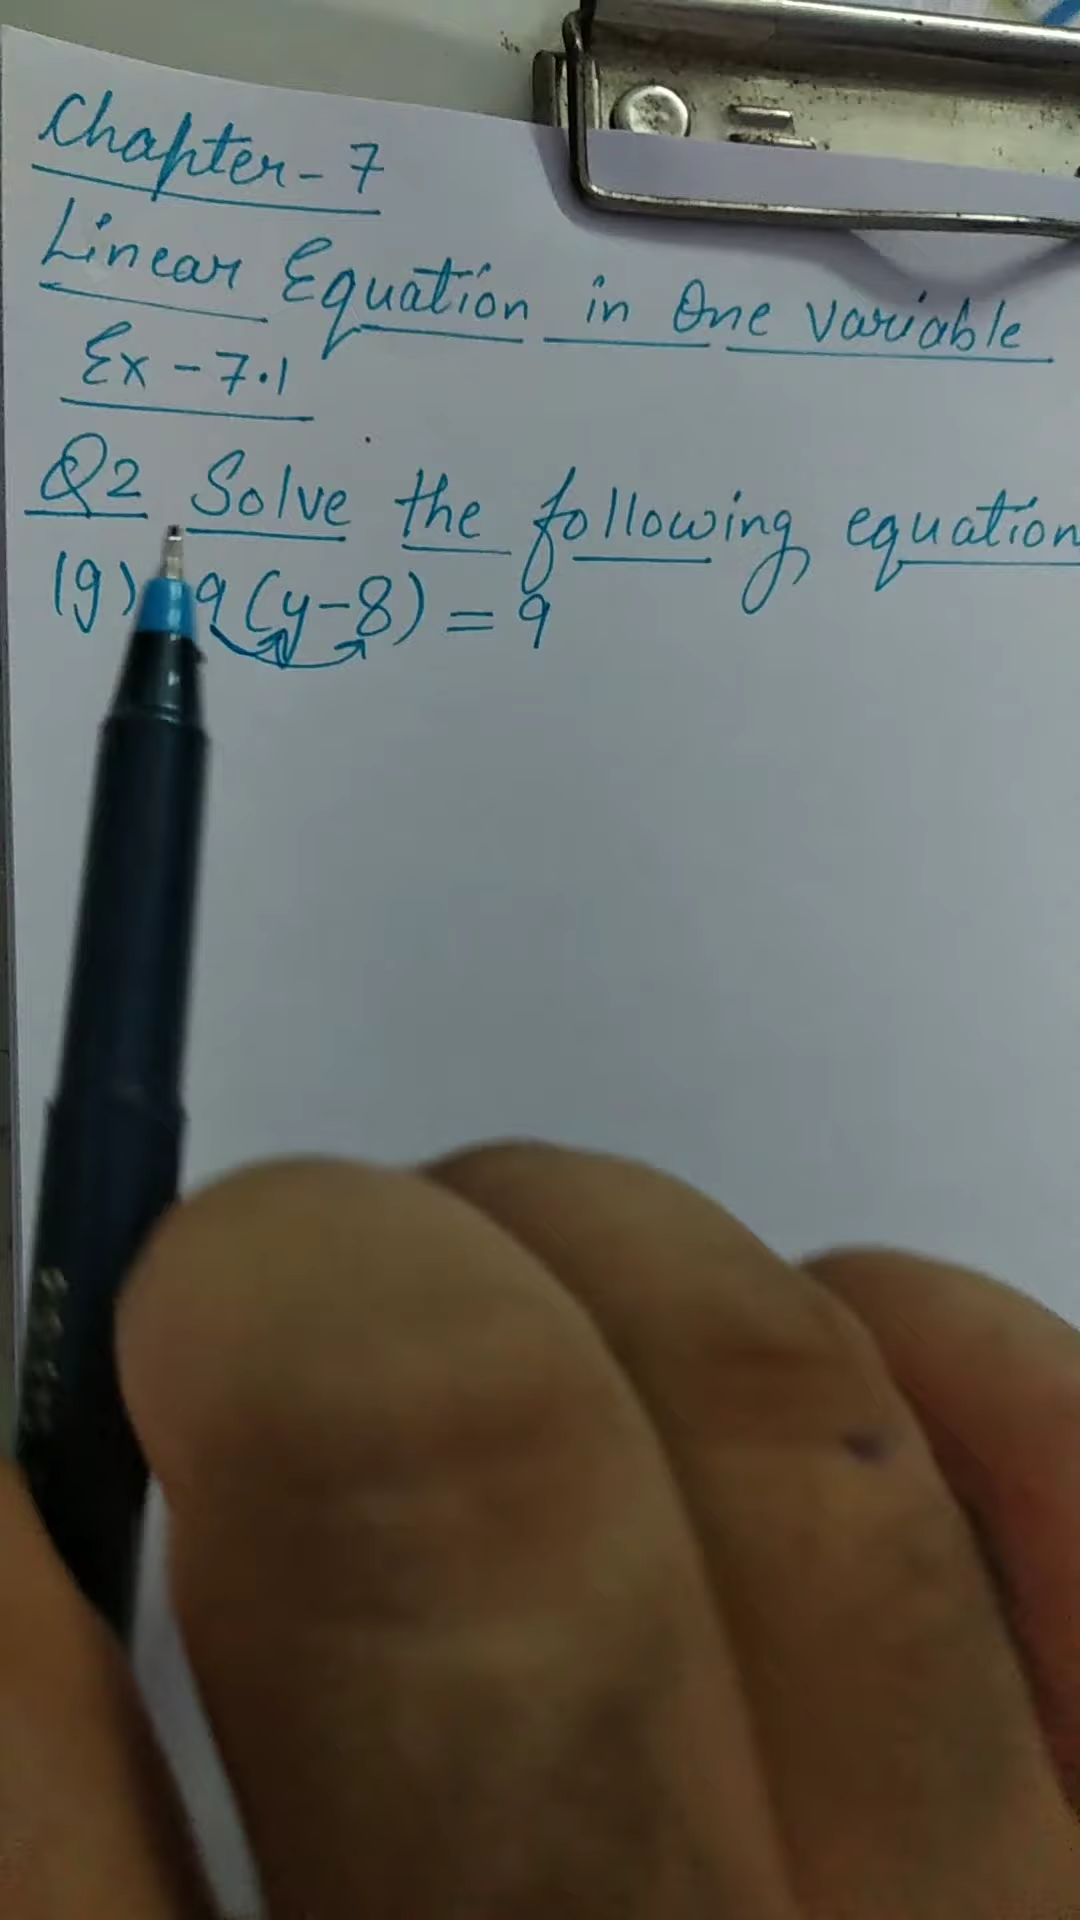 Chapter-7
Linear Equation in One Variable
Ex-7.1
Q2 Solve the following equation
(g) 9(y-8) = 9